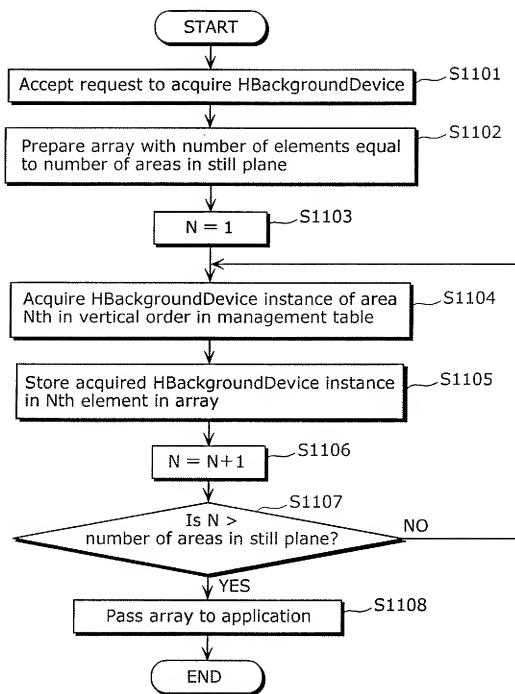 START
Accept request to acquire HBackgroundDevice
S1101
Prepare array with number of elements equal
to number of areas in still plane
S1102
N = 1
S1103
Acquire HBackgroundDevice instance of area
Nth in vertical order in management table
S1104
Store acquired HBackgroundDevice instance
in Nth element in array
S1105
N = N+1
S1106
S1107
Is N >
number of areas in still plane?
NO
YES
Pass array to application
S1108
END